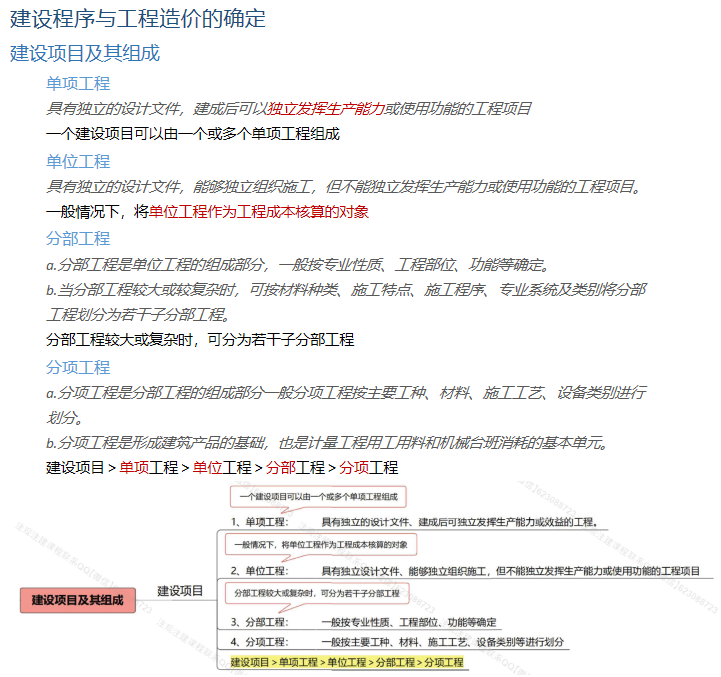 建设程序与工程造价的确定
建设项目及其组成
单项工程
具有独立的设计文件，建成后可以独立发挥生产能力或使用功能的工程项目
一个建设项目可以由一个或多个单项工程组成
单位工程
具有独立的设计文件，能够独立组织施工，但不能独立发挥生产能力或使用功能的工程项目。
一般情况下，将单位工程作为工程成本核算的对象
分部工程
a.分部工程是单位工程的组成部分，一般按专业性质、工程部位、功能等确定。
b.当分部工程较大或较复杂时，可按材料种类、施工特点、施工程序、专业系统及类别将分部
工程划分为若干子分部工程。
分部工程较大或复杂时，可分为若干子分部工程
分项工程
a.分项工程是分部工程的组成部分一般分项工程按主要工种、材料、施工工艺、设备类别进行
划分。
b.分项工程是形成建筑产品的基础，也是计量工程用工用料和机械台班消耗的基本单元。
建设项目＞单项工程＞单位工程＞分部工程＞分项工程
一个建设项目可以由一个或多个单项工程组成
1、单项工程： 具有独立的设计文件、建成后可独立发挥生产能力或效益的工程。
一般情况下，将单位工程作为工程成本核算的对象
2、单位工程： 具有独立设计文件、能够独立组织施工，但不能独立发挥生产能力或使用功能的工程项目
建设项目及其组成
建设项目
分部工程较大或复杂时，可分为若干子分部工程
3、分部工程： 一般按专业性质、工程部位、功能等确定
4、分项工程： 一般按主要工种、材料、施工工艺、设备类别等进行划分
建设项目＞单项工程＞单位工程＞分部工程＞分项工程